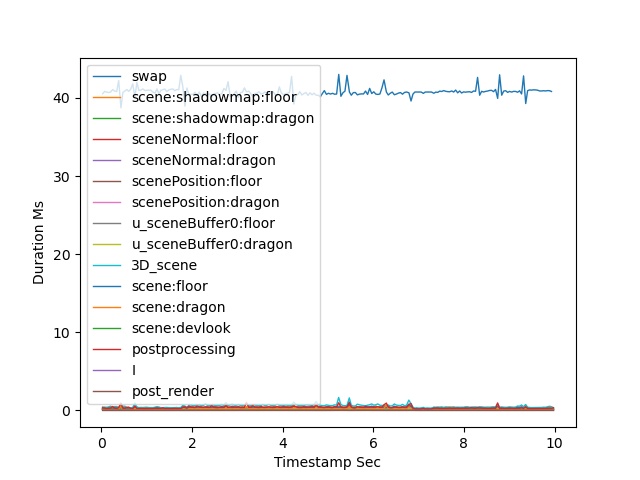 swap
scene:shadowmap:floor
scene:shadowmap:dragon
sceneNormal:floor
sceneNormal:dragon
scenePosition:floor
scenePosition:dragon
u_sceneBuffer0:floor
u_sceneBuffer0:dragon
3D_scene
scene:floor
scene:dragon
scene:devlook
postprocessing
I
post_render
40
30
20
10
0
Duration Ms
0 2 4 6 8 10
Timestamp Sec